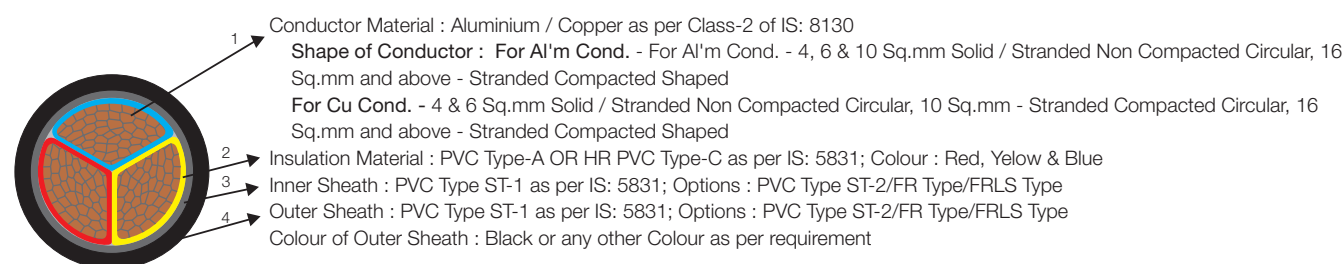 1
Conductor Material : Aluminium / Copper as per Class-2 of IS: 8130
Shape of Conductor : For Al'm Cond. - For Al'm Cond. - 4, 6 & 10 Sq.mm Solid / Stranded Non Compacted Circular, 16
Sq.mm and above - Stranded Compacted Shaped
For Cu Cond. - 4 & 6 Sq.mm Solid / Stranded Non Compacted Circular, 10 Sq.mm - Stranded Compacted Circular, 16
Sq.mm and above - Stranded Compacted Shaped
2 Insulation Material : PVC Type-A OR HR PVC Type-C as per IS: 5831; Colour : Red, Yelow & Blue
3 Inner Sheath : PVC Type ST-1 as per IS: 5831; Options : PVC Type ST-2/FR Type/FRLS Type
4 Outer Sheath : PVC Type ST-1 as per IS: 5831; Options : PVC Type ST-2/FR Type/FRLS Type
Colour of Outer Sheath : Black or any other Colour as per requirement